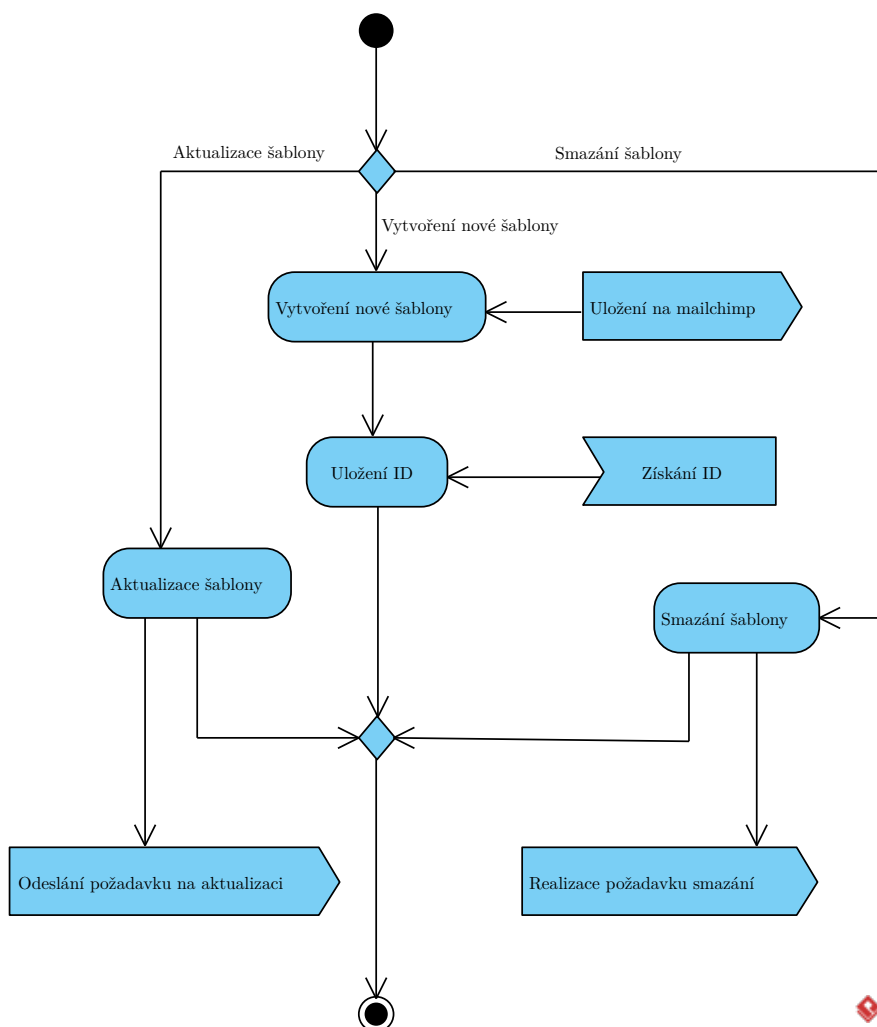 Aktualizace šablony
Smazání šablony
Vytvoření nové šablony
Vytvoření nové šablony
Uložení na mailchimp
Uložení ID
Získání ID
Aktualizace šablony
Smazání šablony
Odeslání požadavku na aktualizaci
Realizace požadavku smazání